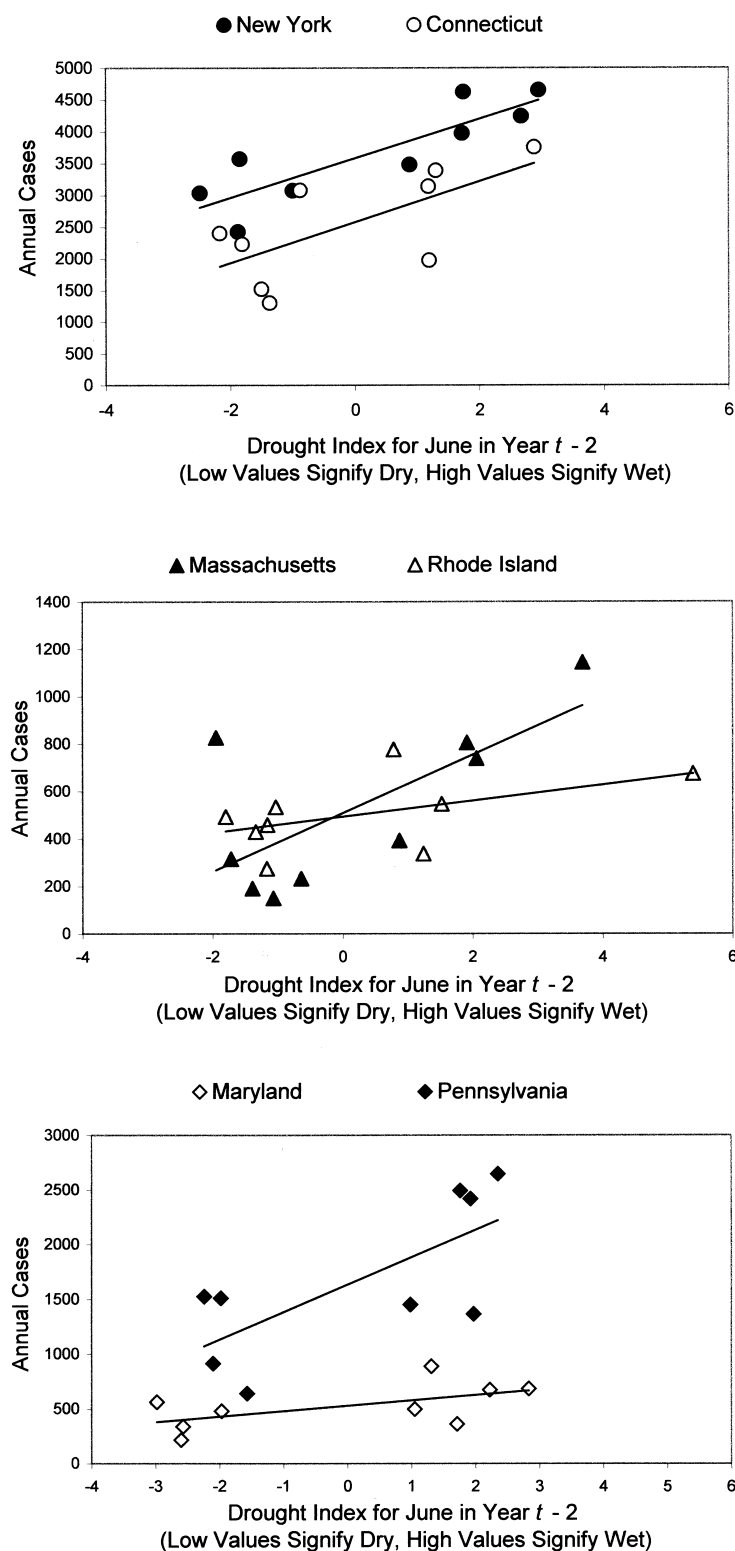 New York Connecticut
5000
4500
4000
3500
3000
2500
2000
1500
1000
500
0
Annual Cases
-4 -2 0 2 4 6
Drought Index for June in Year t - 2
(Low Values Signify Dry, High Values Signify Wet)
Massachusetts Rhode Island
1400
1200
1000
800
600
400
200
0
Annual Cases
-4 -2 0 2 4 6
Drought Index for June in Year t - 2
(Low Values Signify Dry, High Values Signify Wet)
Maryland Pennsylvania
3000
2500
2000
1500
1000
500
0
Annual Cases
-4 -3 -2 -1 0 1 2 3 4 5 6
Drought Index for June in Year t - 2
(Low Values Signify Dry, High Values Signify Wet)